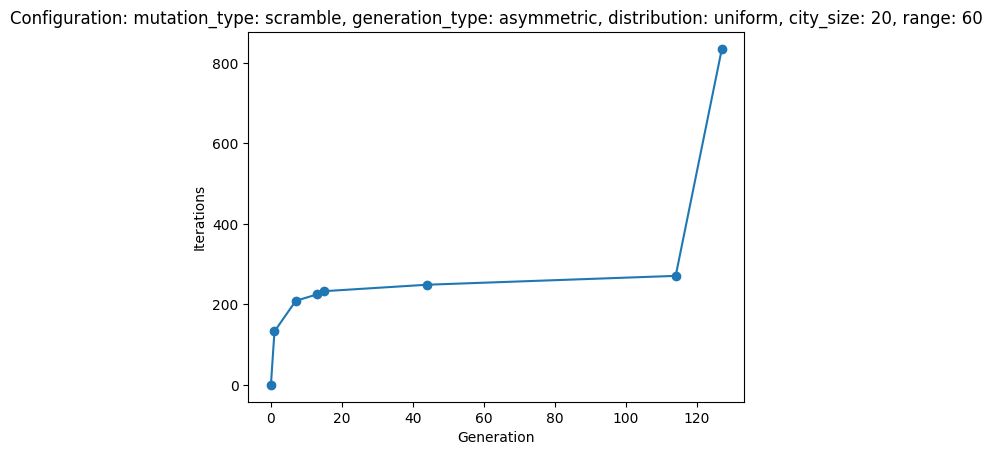 Configuration: mutation_type: scramble, generation_type: asymmetric, distribution: uniform, city_size: 20, range: 60
800
600
400
200
0
Iterations
0 20 40 60 80 100 120
Generation